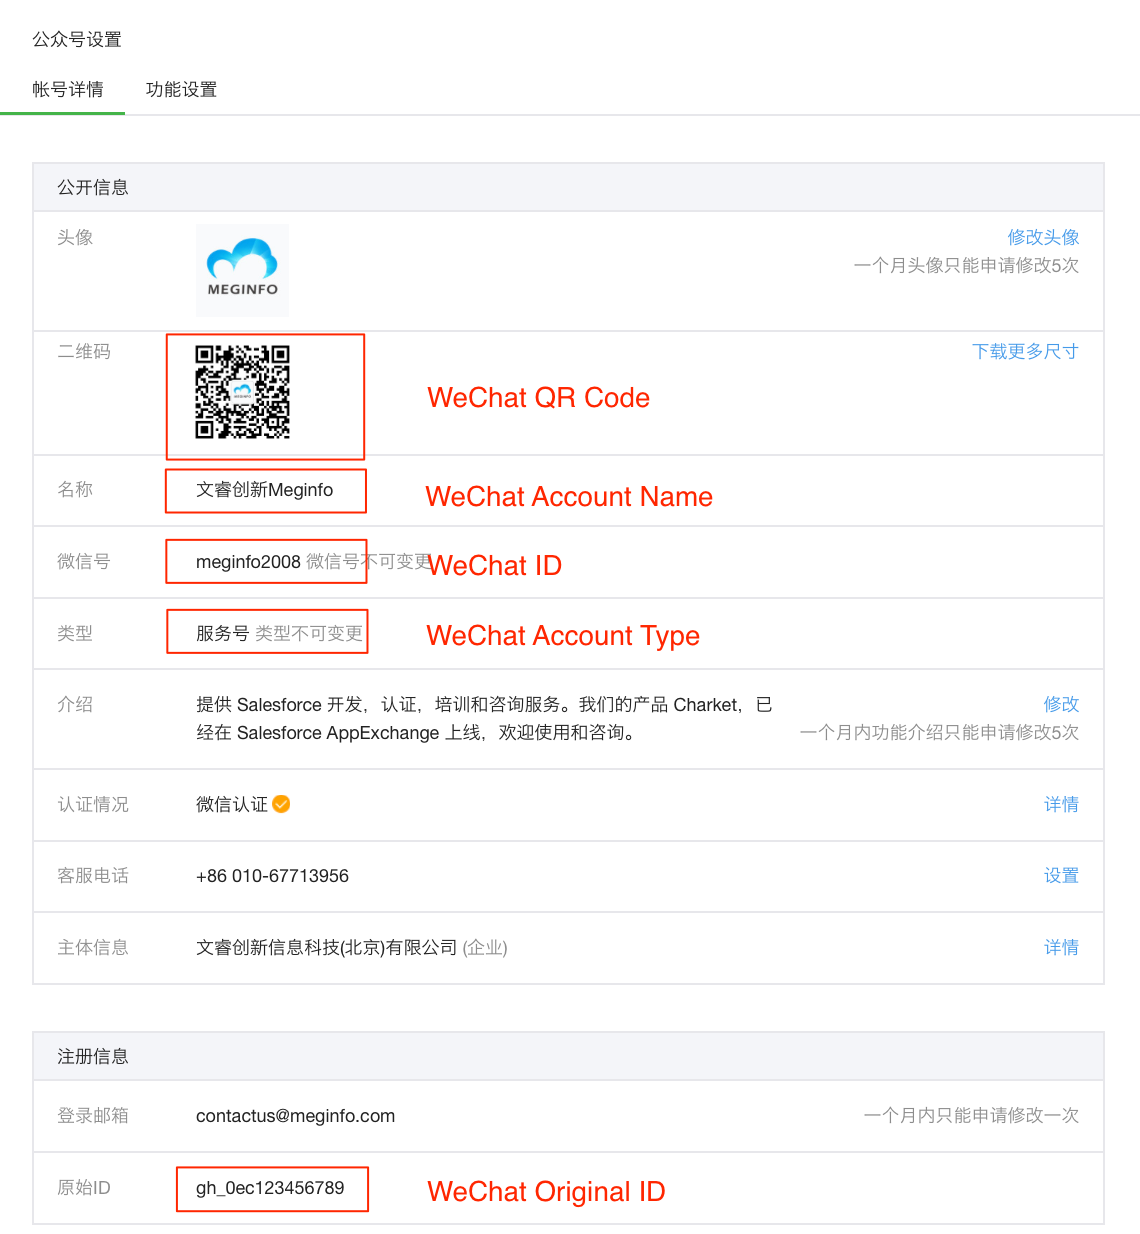 公众号设置
帐号详情 功能设置
公开信息
头像 MEGINFO 修改头像
一个月头像只能申请修改5次
二维码 下载更多尺寸
WeChat QR Code
名称 文睿创新Meginfo WeChat Account Name
微信号 meginfo2008 微信号不可变更 WeChat ID
类型 服务号 类型不可变更 WeChat Account Type
介绍 提供 Salesforce 开发，认证，培训和咨询服务。我们的产品 Charket，已 修改
经在 Salesforce AppExchange 上线，欢迎使用和咨询。 一个月内功能介绍只能申请修改5次
认证情况 微信认证 详情
客服电话 +86 010-67713956 设置
主体信息 文睿创新信息科技(北京)有限公司 (企业) 详情
注册信息
登录邮箱 contactus@meginfo.com 一个月内只能申请修改一次
原始ID gh_0ec123456789 WeChat Original ID